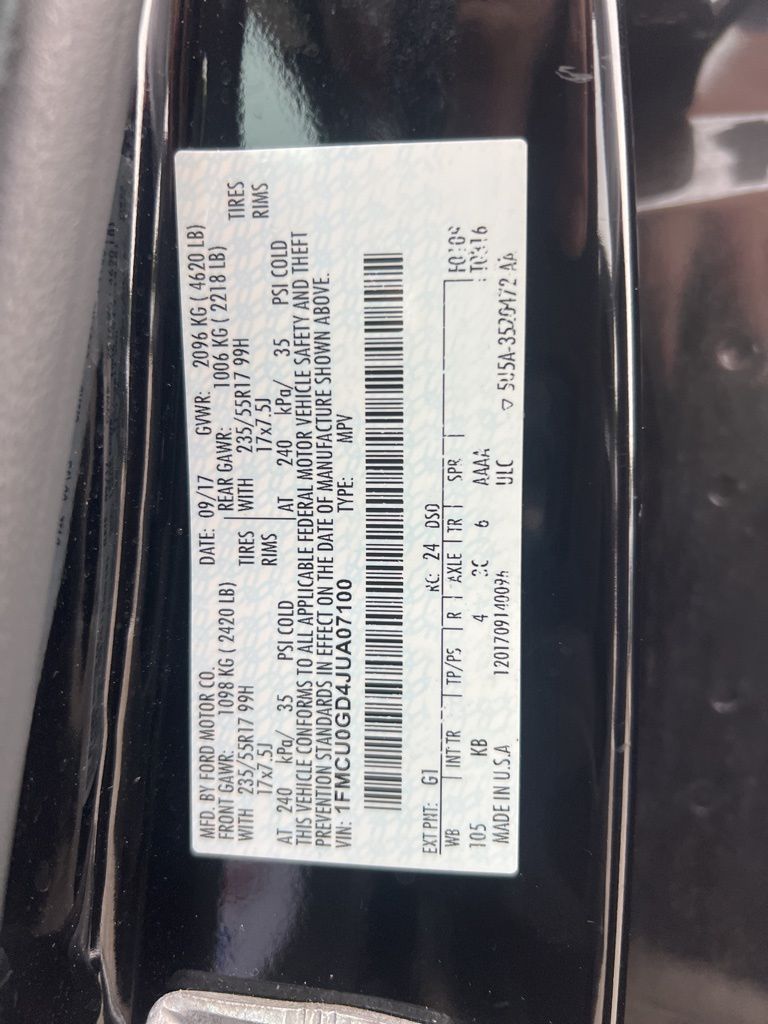 MFD. BY FORD MOTOR CO.
DATE: 09/17 GVWR: 2096 KG ( 4620 LB)
FRONT GAWR: 1098 KG ( 2420 LB)
REAR GAWR: 1006 KG ( 2218 LB)
WITH 235/55R17 99H TIRES
WITH 235/55R17 99H TIRES
17x7.5J RIMS
17x7.5J RIMS
AT 240 kPa/ 35 PSI COLD
AT 240 kPa/ 35 PSI COLD
THIS VEHICLE CONFORMS TO ALL APPLICABLE FEDERAL MOTOR VEHICLE SAFETY AND THEFT
PREVENTION STANDARDS IN EFFECT ON THE DATE OF MANUFACTURE SHOWN ABOVE.
VIN: 1FMCU0GD4JUA07100 TYPE: MPV
EXT PNT: G1 RC: 24 DSO
WB INT TR TP/PS R AXLE TR SPR
105 KB 4 3C 6 AAAA
MADE IN U.S.A. ULC